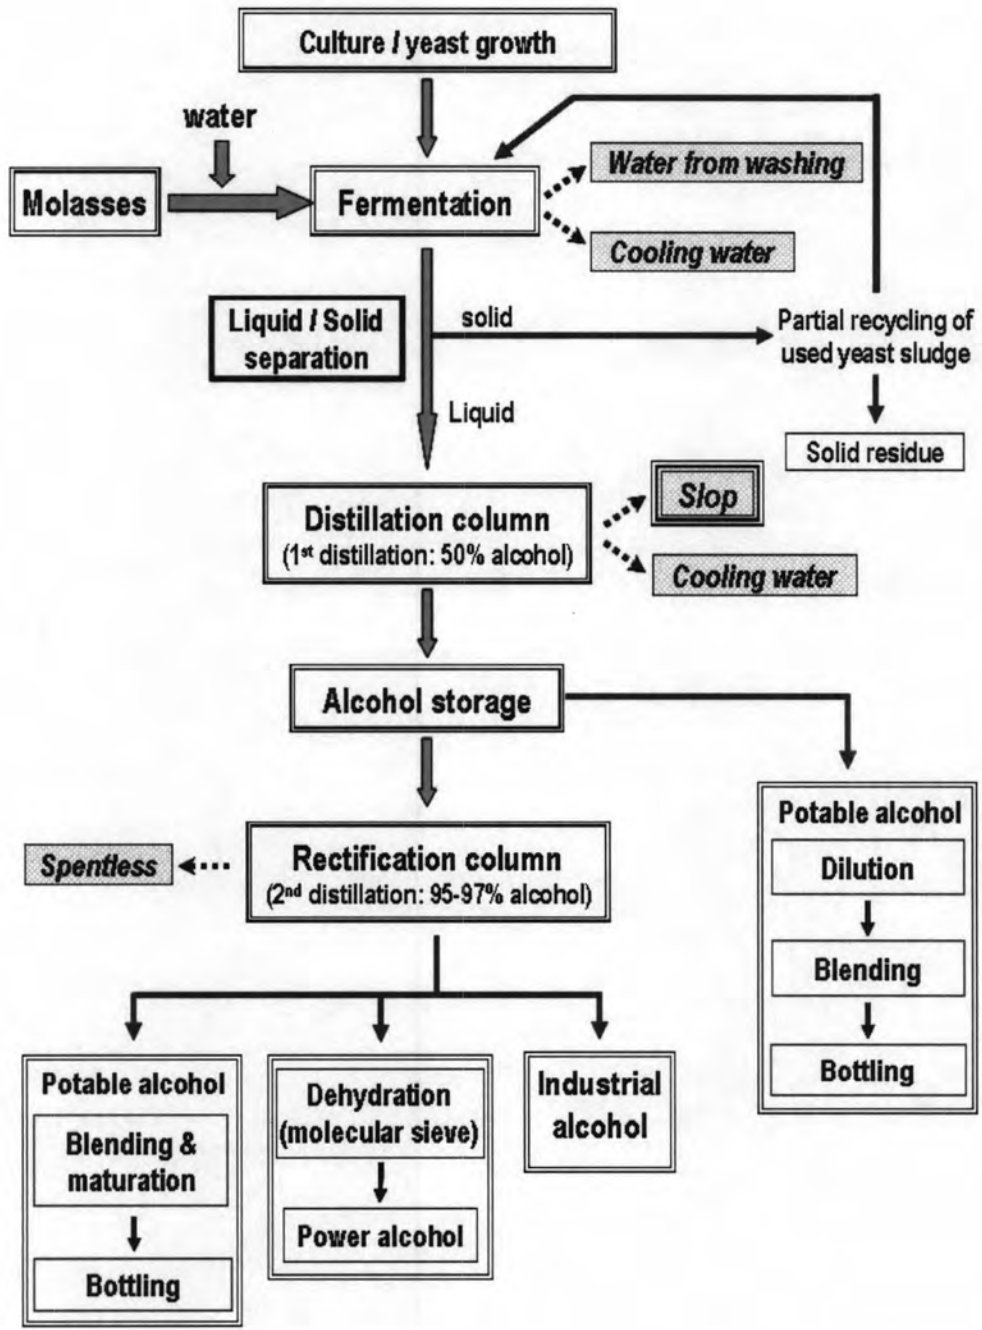 Culture / yeast growth
water
Molasses
Fermentation
Water from washing
Cooling water
Liquid / Solid
separation
solid
Partial recycling of
used yeast sludge
Liquid
Solid residue
Distillation column
(1st distillation: 50% alcohol)
Slop
Cooling water
Alcohol storage
Rectification column
(2nd distillation: 95-97% alcohol)
Spentless
Potable alcohol
Dilution
Blending
Bottling
Potable alcohol
Blending &
maturation
Bottling
Dehydration
(molecular sieve)
Power alcohol
Industrial
alcohol